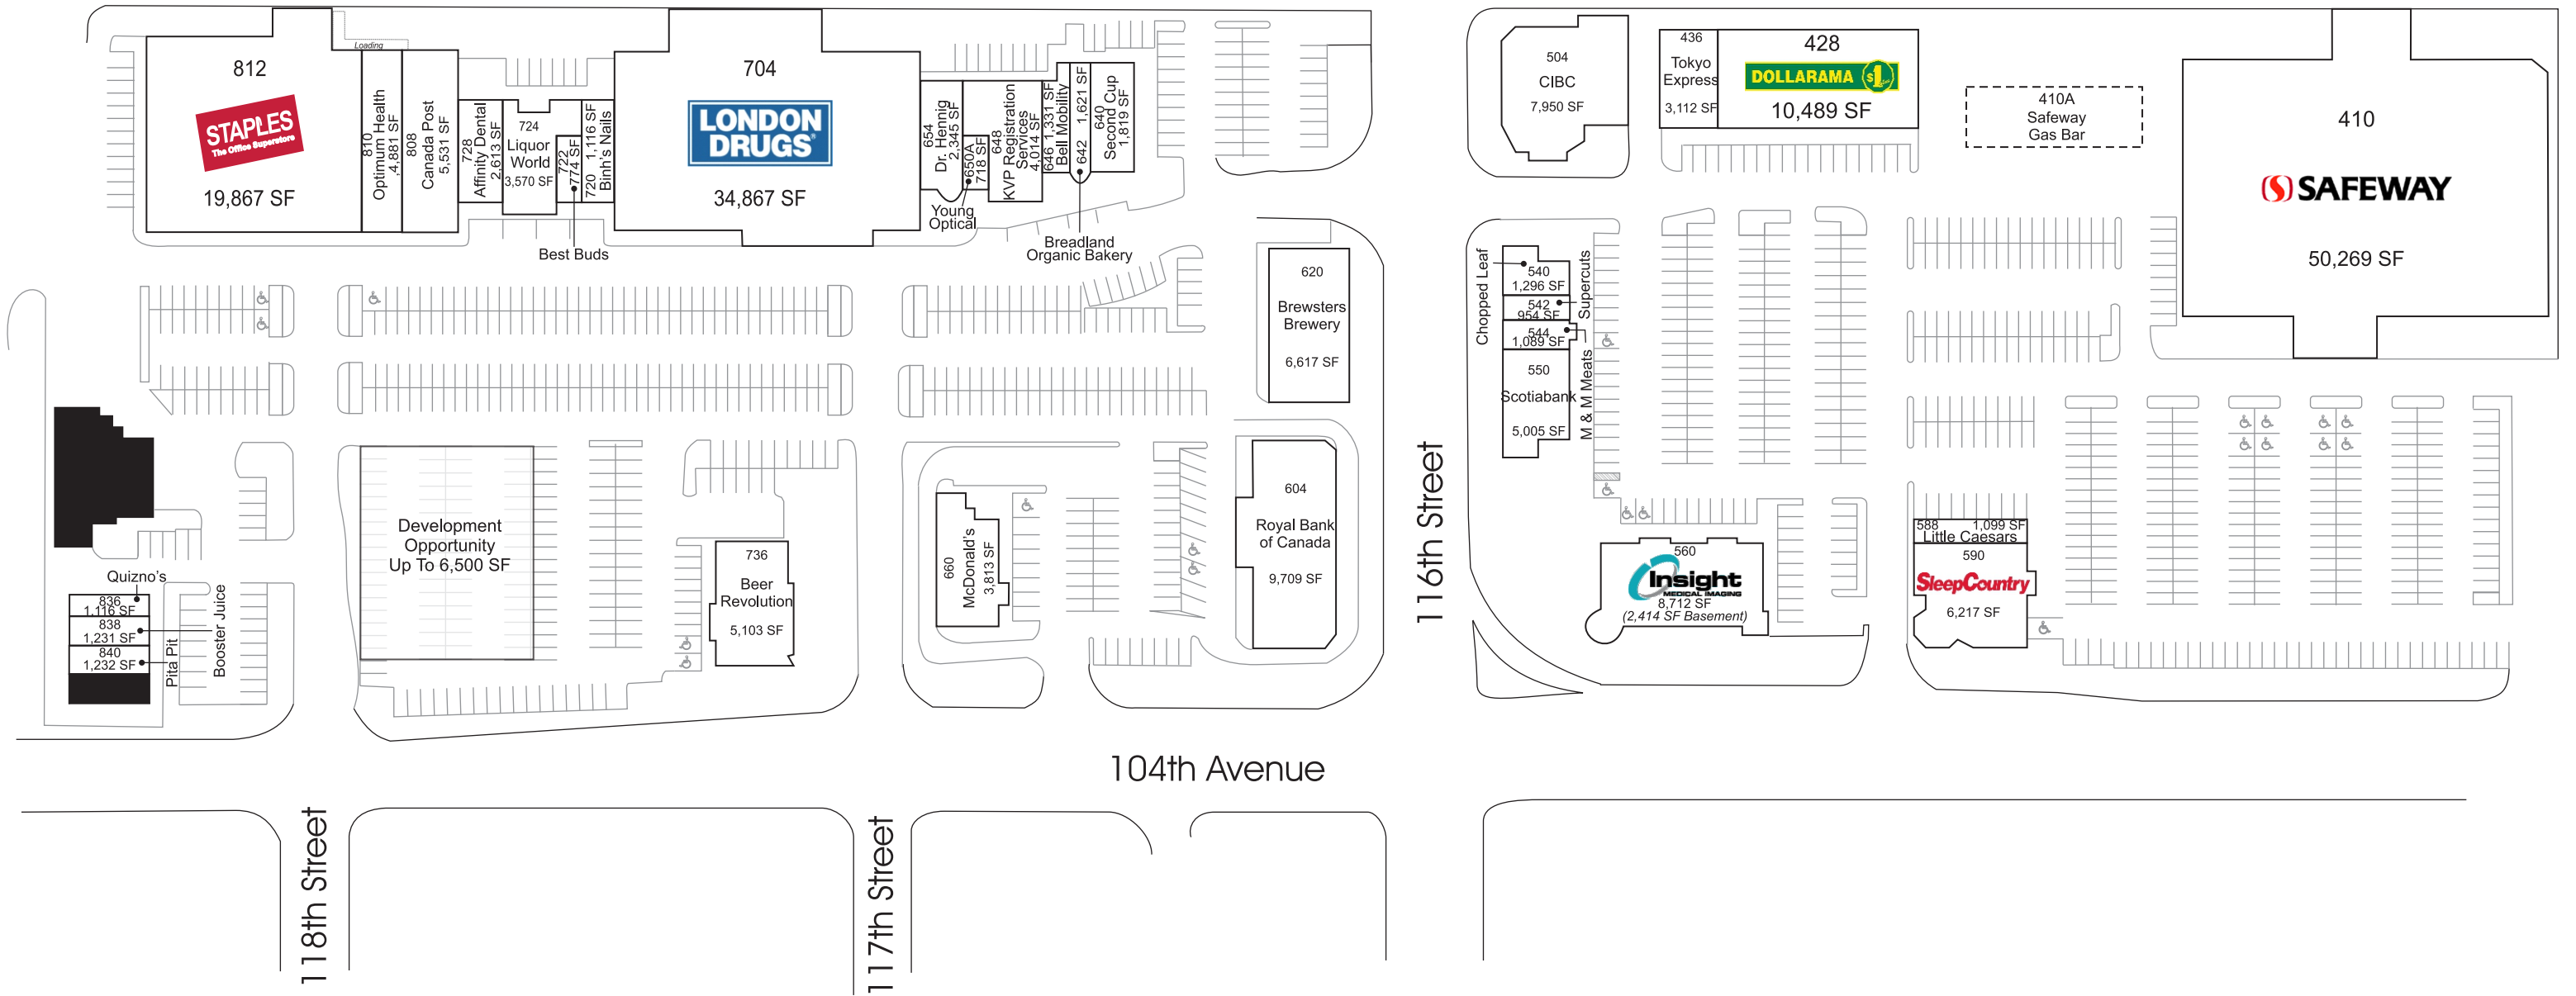 Loading
812
STAPLES
The Office Superstore
19,867 SF
810
Optimum Health
4,881 SF
808
Canada Post
5,531 SF
728
Affinity Dental
2,613 SF
724
Liquor
World
3,570 SF
722
774 SF
Best Buds
720 1,116 SF
Binh's Nails
704
LONDON
DRUGS
34,867 SF
654
Dr. Hennig
2,345 SF
650A
718 SF
Young
Optical
648
KVP Registration
Services
4,014 SF
646 1,331 SF
Bell Mobility
642 1,621 SF
Breadland
Organic Bakery
640
Second Cup
1,819 SF
504
CIBC
7,950 SF
436
Tokyo
Express
3,112 SF
428
DOLLARAMA $1
10,489 SF
410A
Safeway
Gas Bar
410
SAFEWAY
50,269 SF
620
Brewsters
Brewery
6,617 SF
Chopped Leaf
540
1,296 SF
542
954 SF
Supercuts
544
1,089 SF
M & M Meats
550
Scotiabank
5,005 SF
Development
Opportunity
Up To 6,500 SF
736
Beer
Revolution
5,103 SF
660
McDonald's
3,813 SF
604
Royal Bank
of Canada
9,709 SF
116th Street
560
Insight
MEDICAL IMAGING
8,712 SF
(2,414 SF Basement)
588 1,099 SF
Little Caesars
590
SleepCountry
6,217 SF
Quizno's
836
1,116 SF
838
1,231 SF
Booster Juice
840
1,232 SF
Pita Pit
104th Avenue
118th Street
117th Street